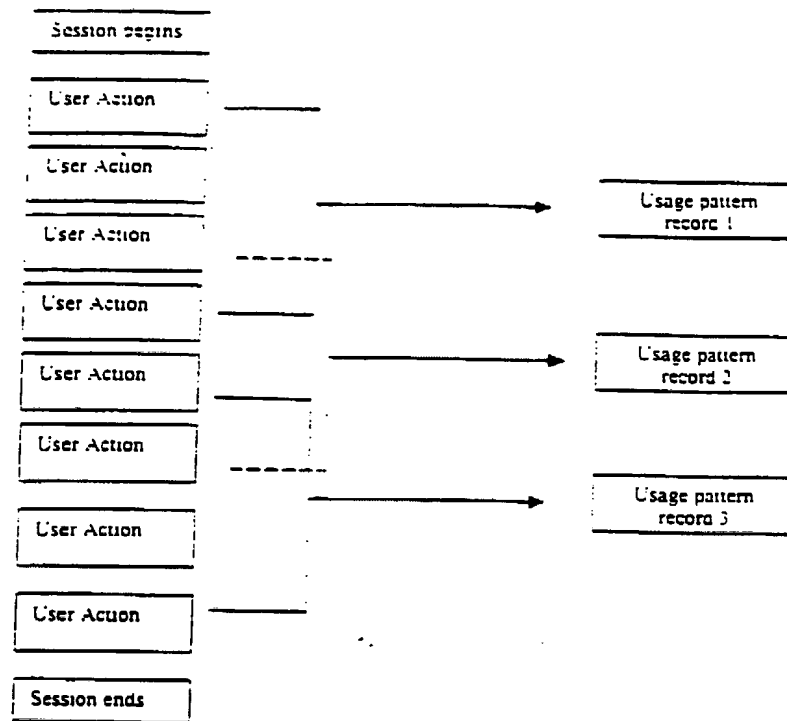 Session begins
User Action
User Action
User Action
User Action
User Action
User Action
User Action
User Action
Session ends
Usage pattern
record 1
Usage pattern
record 2
Usage pattern
record 3